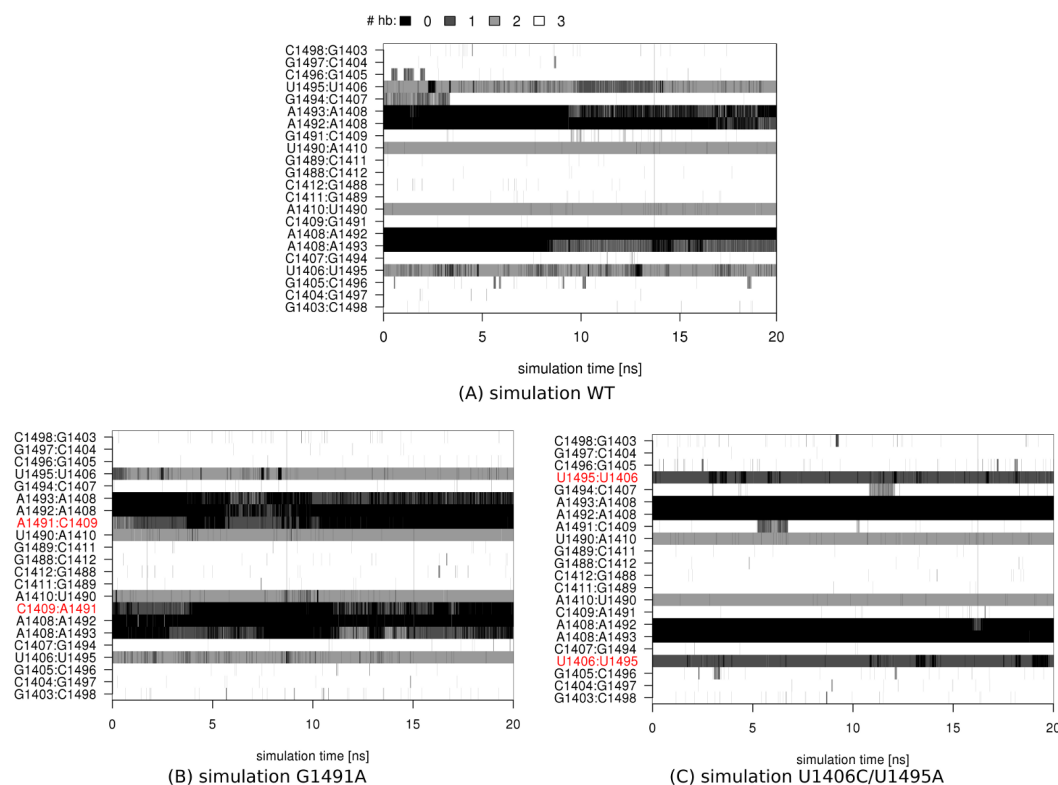 # hb: 0 1 2 3
C1498:G1403
G1497:C1404
C1496:G1405
U1495:U1406
G1494:C1407
A1493:A1408
A1492:A1408
G1491:C1409
U1490:A1410
G1489:C1411
G1488:C1412
C1412:G1488
C1411:G1489
A1410:U1490
C1409:G1491
A1408:A1492
A1408:A1493
C1407:G1494
U1406:U1495
G1405:C1496
C1404:G1497
G1403:C1498
0 5 10 15 20
simulation time [ns]
(A) simulation WT
C1498:G1403
G1497:C1404
C1496:G1405
U1495:U1406
G1494:C1407
A1493:A1408
A1492:A1408
A1491:C1409
U1490:A1410
G1489:C1411
G1488:C1412
C1412:G1488
C1411:G1489
A1410:U1490
C1409:A1491
A1408:A1492
A1408:A1493
C1407:G1494
U1406:U1495
G1405:C1496
C1404:G1497
G1403:C1498
0 5 10 15 20
simulation time [ns]
(B) simulation G1491A
C1498:G1403
G1497:C1404
C1496:G1405
U1495:U1406
G1494:C1407
A1493:A1408
A1492:A1408
A1491:C1409
U1490:A1410
G1489:C1411
G1488:C1412
C1412:G1488
C1411:G1489
A1410:U1490
C1409:A1491
A1408:A1492
A1408:A1493
C1407:G1494
U1406:U1495
G1405:C1496
C1404:G1497
G1403:C1498
0 5 10 15 20
simulation time [ns]
(C) simulation U1406C/U1495A